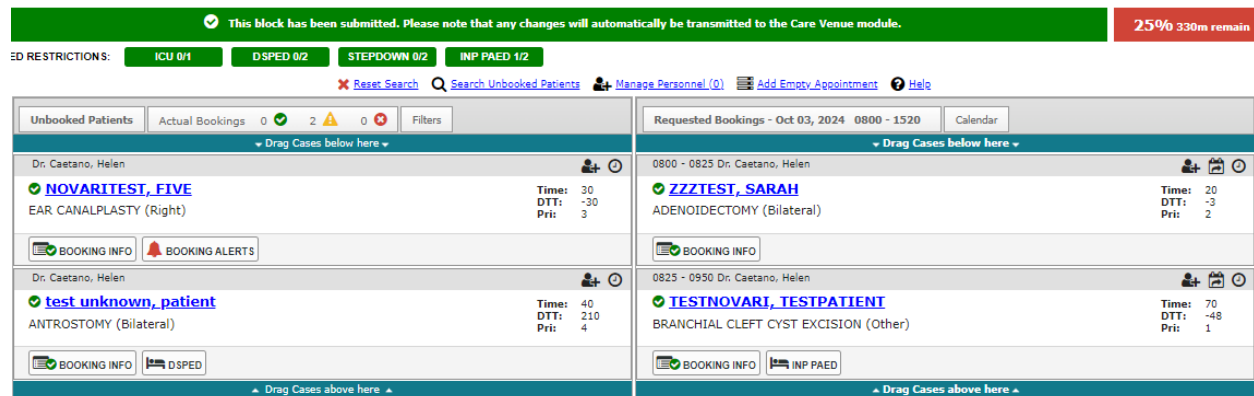 This block has been submitted. Please note that any changes will automatically be transmitted to the Care Venue module.
25% 330m remain
ED RESTRICTIONS: ICU 0/1 DSPED 0/2 STEPDOWN 0/2 INP PAED 1/2
Reset Search Search Unbooked Patients Manage Personnel (0) Add Empty Appointment Help
Unbooked Patients Actual Bookings 0 2 0 Filters
Drag Cases below here
Dr. Caetano, Helen
NOVARITEST, FIVE
EAR CANALPLASTY (Right)
Time: 30
DTT: -30
Pri: 3
BOOKING INFO BOOKING ALERTS
Dr. Caetano, Helen
test unknown, patient
ANTROSTOMY (Bilateral)
Time: 40
DTT: 210
Pri: 4
BOOKING INFO DSPED
Drag Cases above here
Requested Bookings - Oct 03, 2024 0800 - 1520 Calendar
Drag Cases below here
0800 - 0825 Dr. Caetano, Helen
ZZZTEST, SARAH
ADENOIDECTOMY (Bilateral)
Time: 20
DTT: -3
Pri: 2
BOOKING INFO
0825 - 0950 Dr. Caetano, Helen
TESTNOVARI, TESTPATIENT
BRANCHIAL CLEFT CYST EXCISION (Other)
Time: 70
DTT: -48
Pri: 1
BOOKING INFO INP PAED
Drag Cases above here